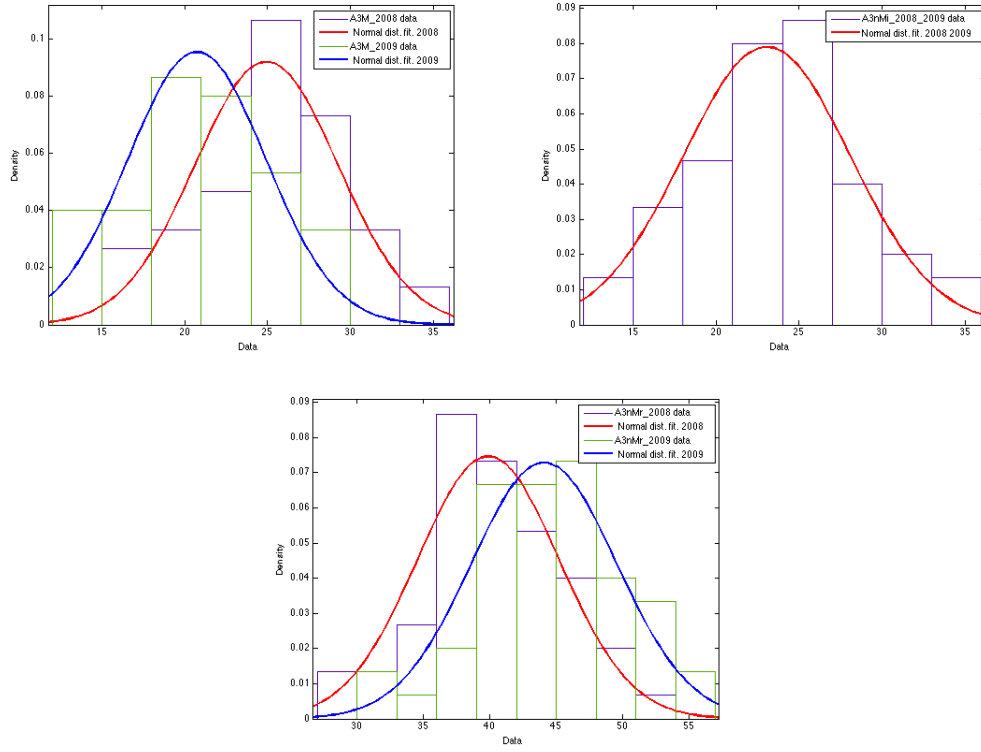 A3M_2008 data
Normal dist. fit. 2008
A3M_2009 data
Normal dist. fit. 2009
0.1
0.08
0.06
0.04
0.02
0
Density
15 20 25 30 35
Data
A3nMi_2008_2009 data
Normal dist. fit. 2008 2009
0.09
0.08
0.07
0.06
0.05
0.04
0.03
0.02
0.01
0
Density
15 20 25 30 35
Data
A3nMr_2008 data
Normal dist. fit. 2008
A3nMr_2009 data
Normal dist. fit. 2009
0.09
0.08
0.07
0.06
0.05
0.04
0.03
0.02
0.01
0
Density
30 35 40 45 50 55
Data